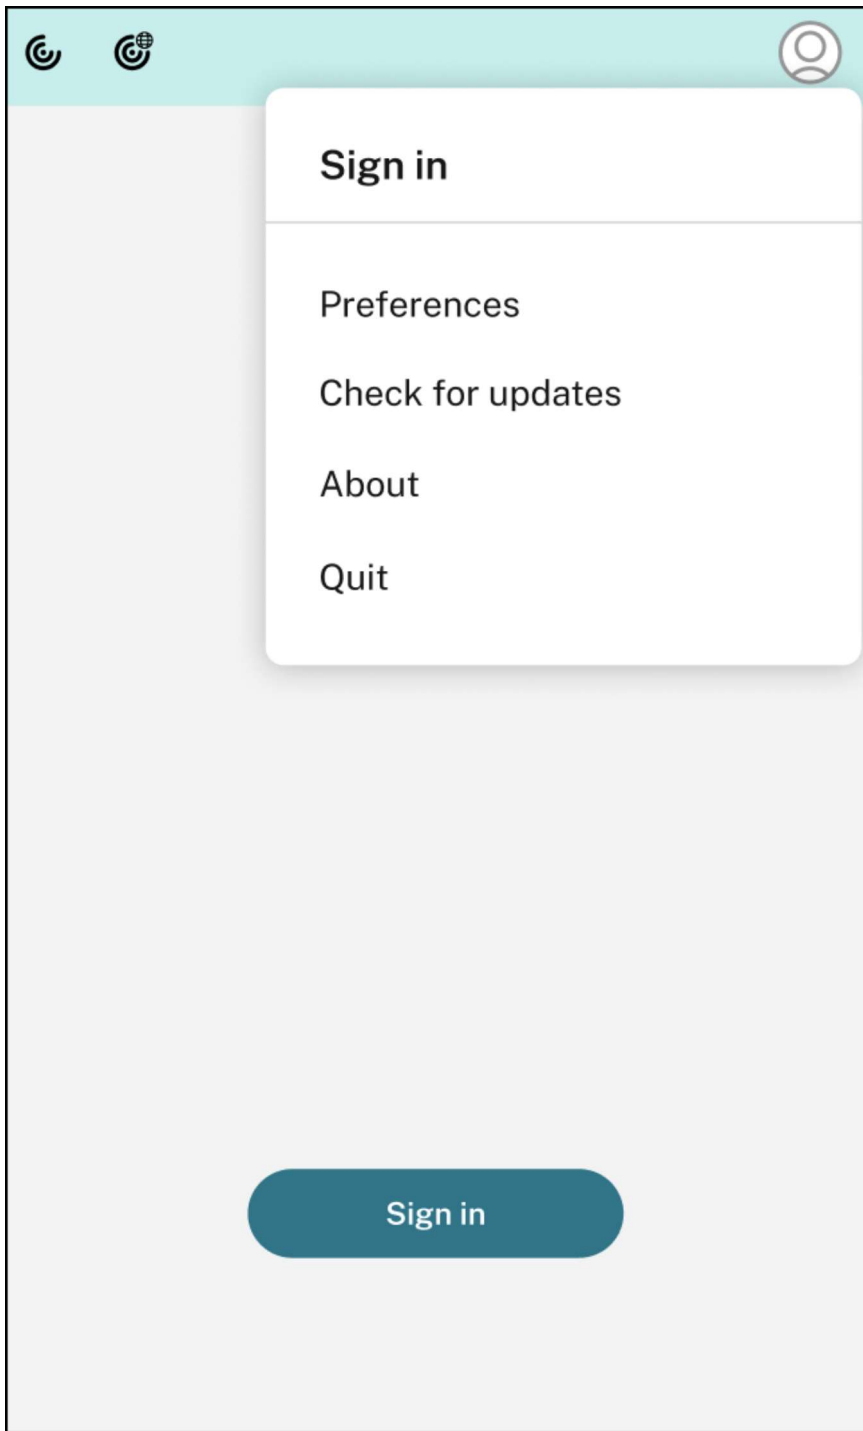 Sign in
Preferences
Check for updates
About
Quit
Sign in